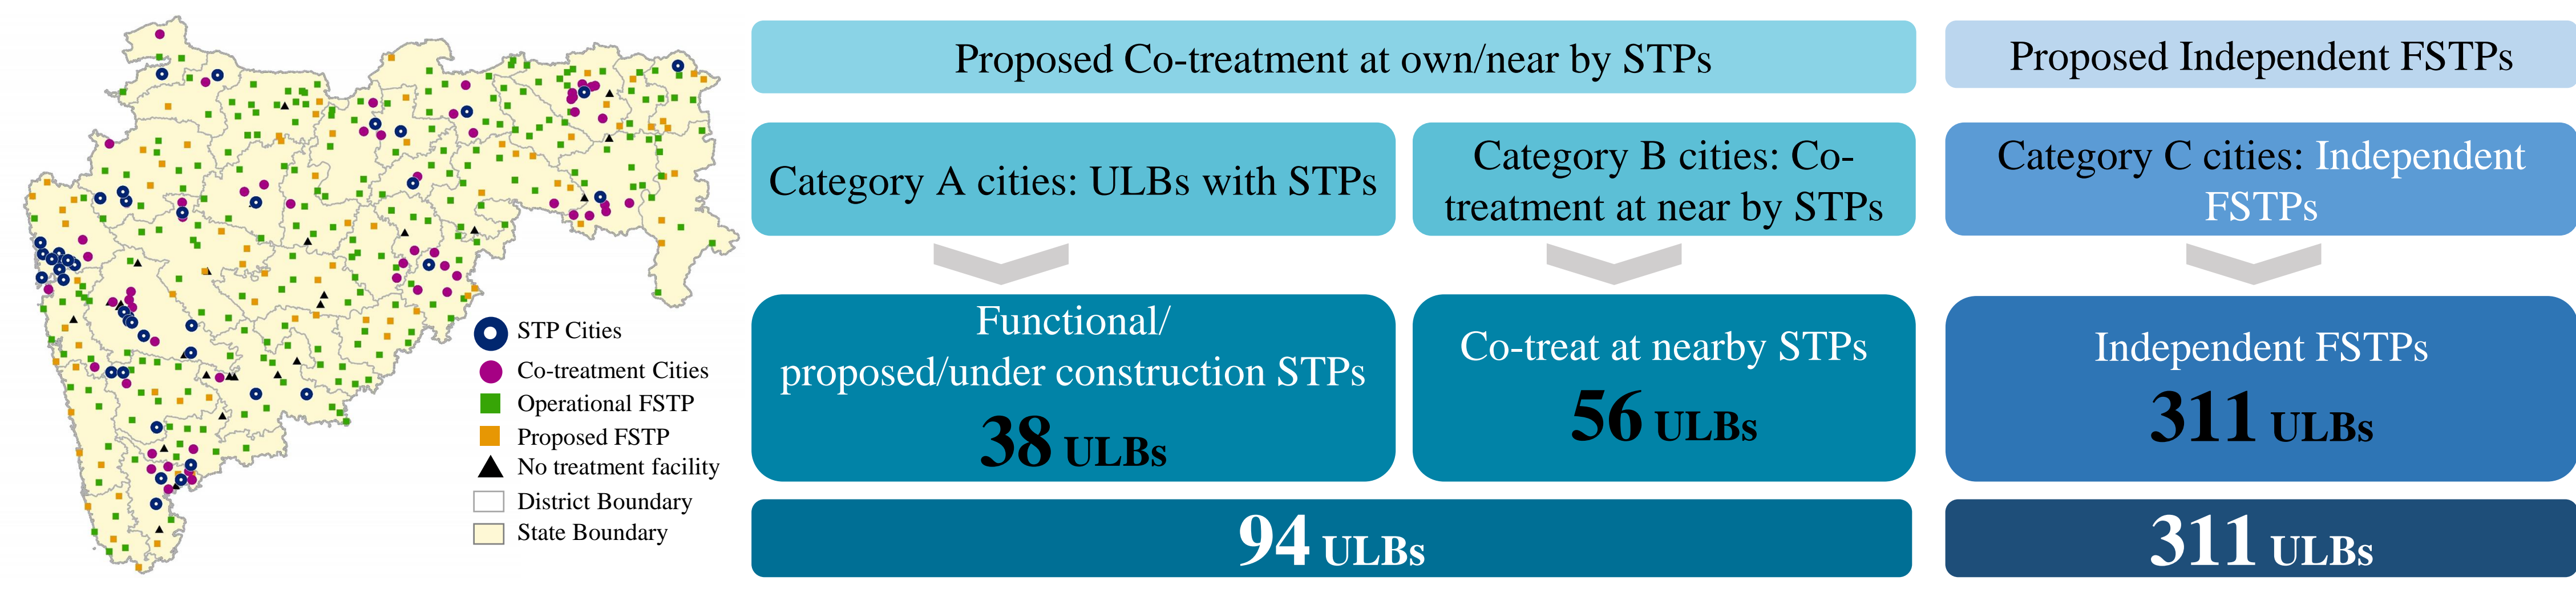 STP Cities
Co-treatment Cities
Operational FSTP
Proposed FSTP
No treatment facility
District Boundary
State Boundary
Proposed Co-treatment at own/near by STPs
Category A cities: ULBs with STPs
Category B cities: Co-
treatment at near by STPs
Functional/
proposed/under construction STPs
38 ULBs
Co-treat at nearby STPs
56 ULBs
94 ULBs
Proposed Independent FSTPs
Category C cities: Independent
FSTPs
Independent FSTPs
311 ULBs
311 ULBs